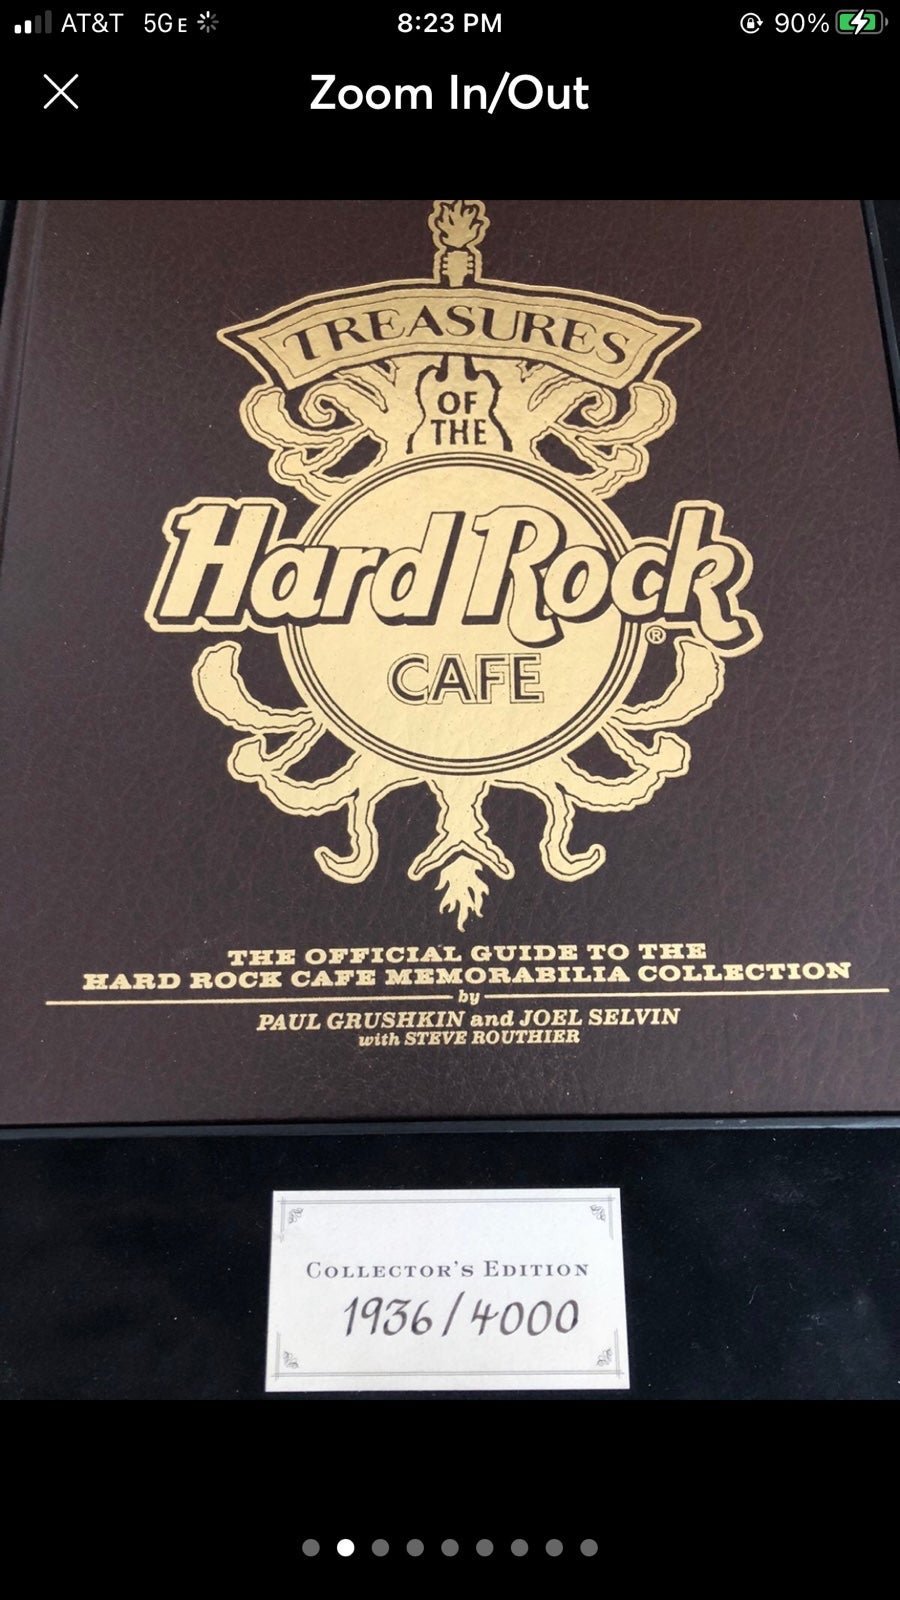 AT&T 5GE 8:23 PM 90%
Zoom In/Out
TREASURES
OF
THE
Hard Rock
®
CAFE
THE OFFICIAL GUIDE TO THE
HARD ROCK CAFE MEMORABILIA COLLECTION
by
PAUL GRUSHKIN and JOEL SELVIN
with STEVE ROUTHIER
COLLECTOR'S EDITION
1936/4000